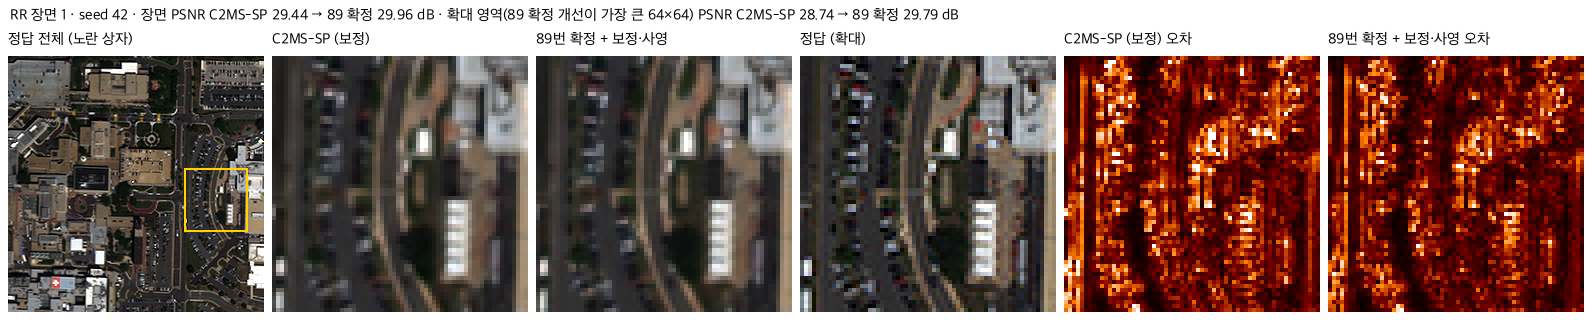 RR 장면 1 · seed 42 · 장면 PSNR C2MS-SP 29.44 → 89 확정 29.96 dB · 확대 영역(89 확정 개선이 가장 큰 64×64) PSNR C2MS-SP 28.74 → 89 확정 29.79 dB
정답 전체 (노란 상자)
C2MS-SP (보정)
89번 확정 + 보정·사영
정답 (확대)
C2MS-SP (보정) 오차
89번 확정 + 보정·사영 오차